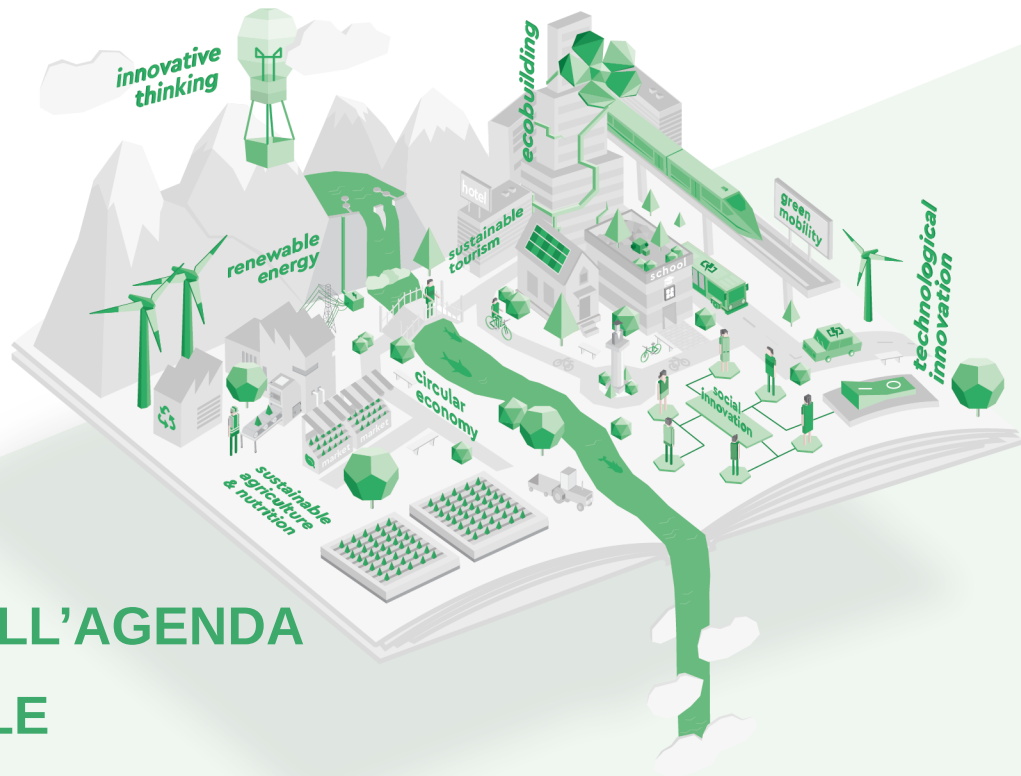 innovative
thinking
ecobuilding
hotel
green
mobility
sustainable
tourism
renewable
energy
school
technological
innovation
circular
economy
social
innovation
market
market
sustainable
agriculture
& nutrition
LL’AGENDA
LE